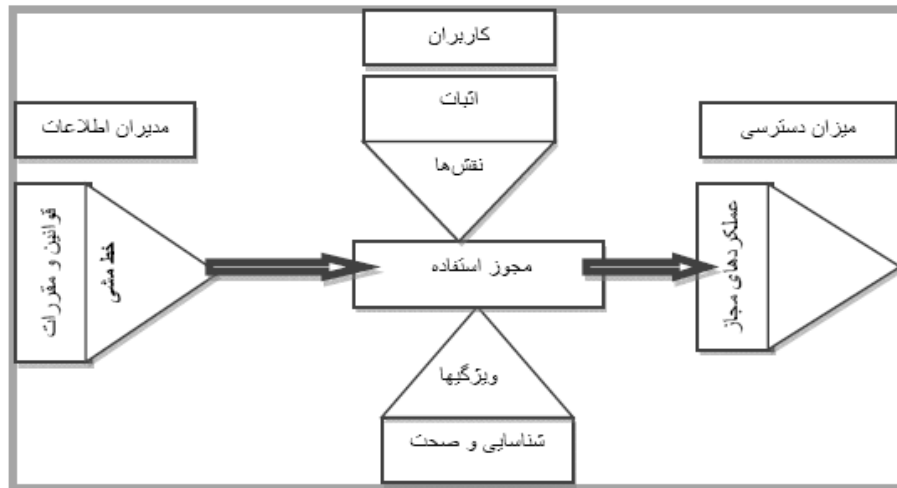 کاربران
اثبات
نقش‌ها
میزان دسترسی
مدیران اطلاعات
عملکردهای مجاز
مجوز استفاده
خط مشی
قوانین و مقررات
ویژگیها
شناسایی و صحت